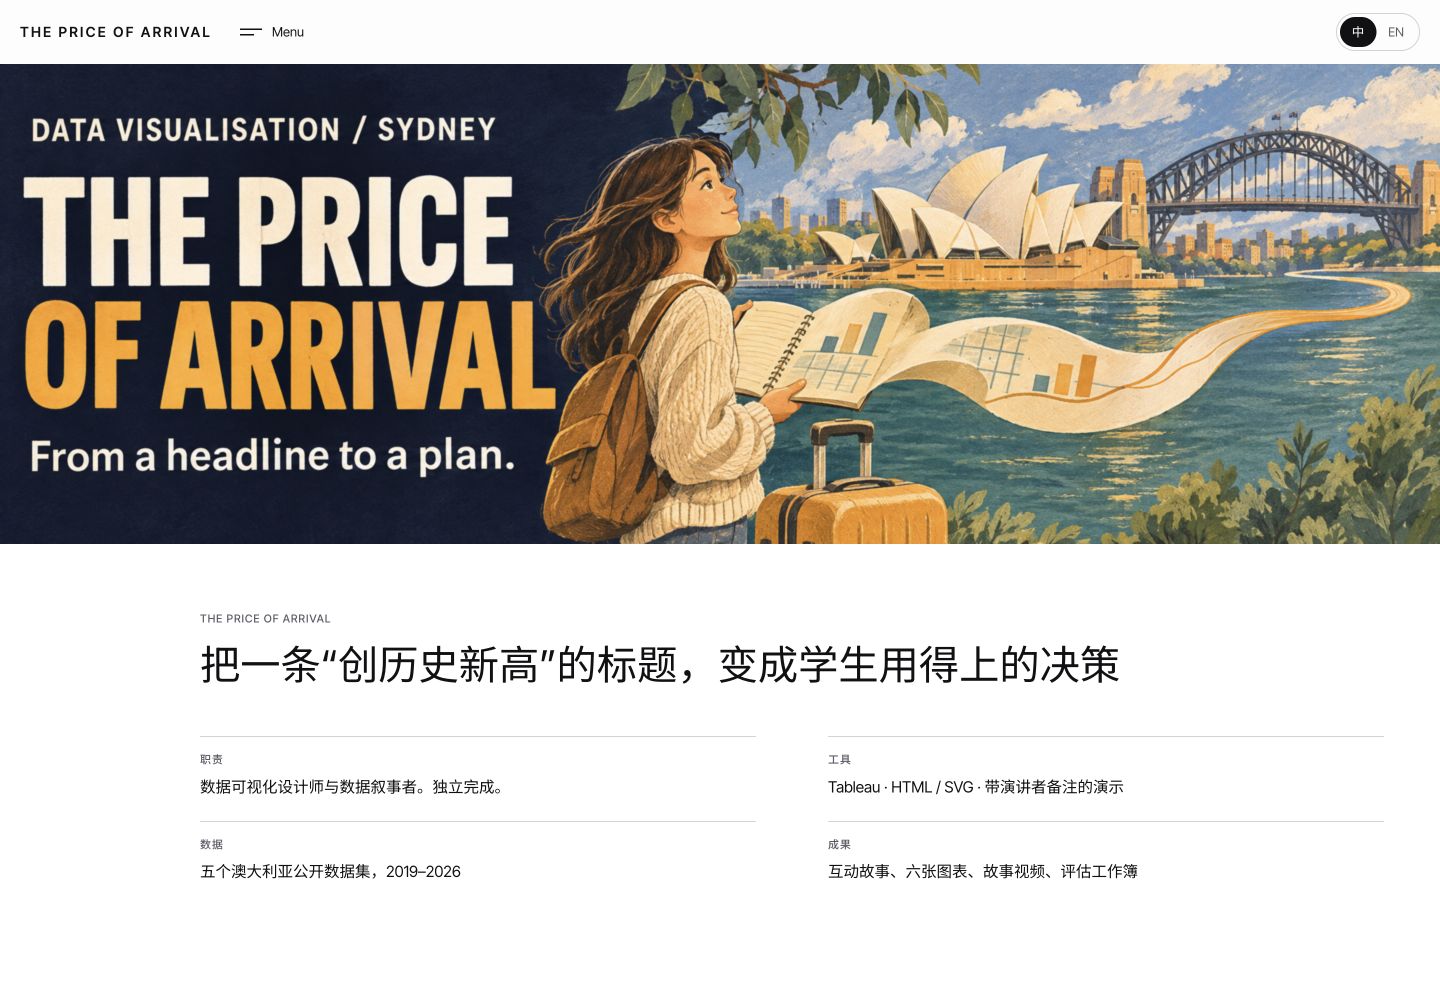 THE PRICE OF ARRIVAL
Menu
中
EN
DATA VISUALISATION / SYDNEY
THE PRICE
OF ARRIVAL
From a headline to a plan.
THE PRICE OF ARRIVAL
把一条“创历史新高”的标题，变成学生用得上的决策
职责
数据可视化设计师与数据叙事者。独立完成。
工具
Tableau · HTML / SVG · 带演讲者备注的演示
数据
五个澳大利亚公开数据集，2019–2026
成果
互动故事、六张图表、故事视频、评估工作簿